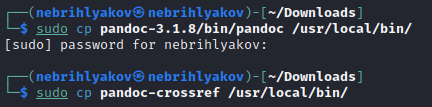 ┌──(nebrihlyakov㉿nebrihlyakov)-[~/Downloads]
└─$ sudo cp pandoc-3.1.8/bin/pandoc /usr/local/bin/
[sudo] password for nebrihlyakov:
┌──(nebrihlyakov㉿nebrihlyakov)-[~/Downloads]
└─$ sudo cp pandoc-crossref /usr/local/bin/